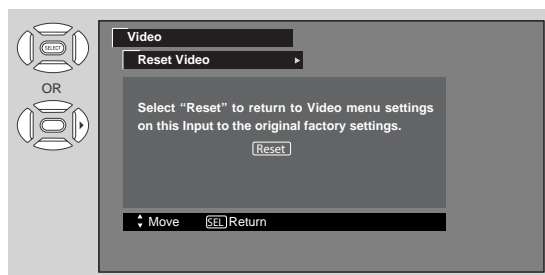 SELECT
OR
Video
Reset Video
Select “Reset” to return to Video menu settings
on this Input to the original factory settings.
Reset
Move SEL Return